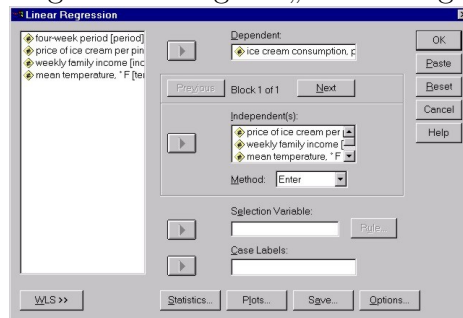 Linear Regression
four-week period [period]
price of ice cream per pin
weekly family income [inc
mean temperature, °F [te
Dependent:
ice cream consumption, p
Previous
Block 1 of 1
Next
Independent(s):
price of ice cream per
weekly family income [
mean temperature, °F
Method:
Enter
Selection Variable:
Rule...
Case Labels:
WLS >>
Statistics...
Plots...
Save...
Options...
OK
Paste
Reset
Cancel
Help